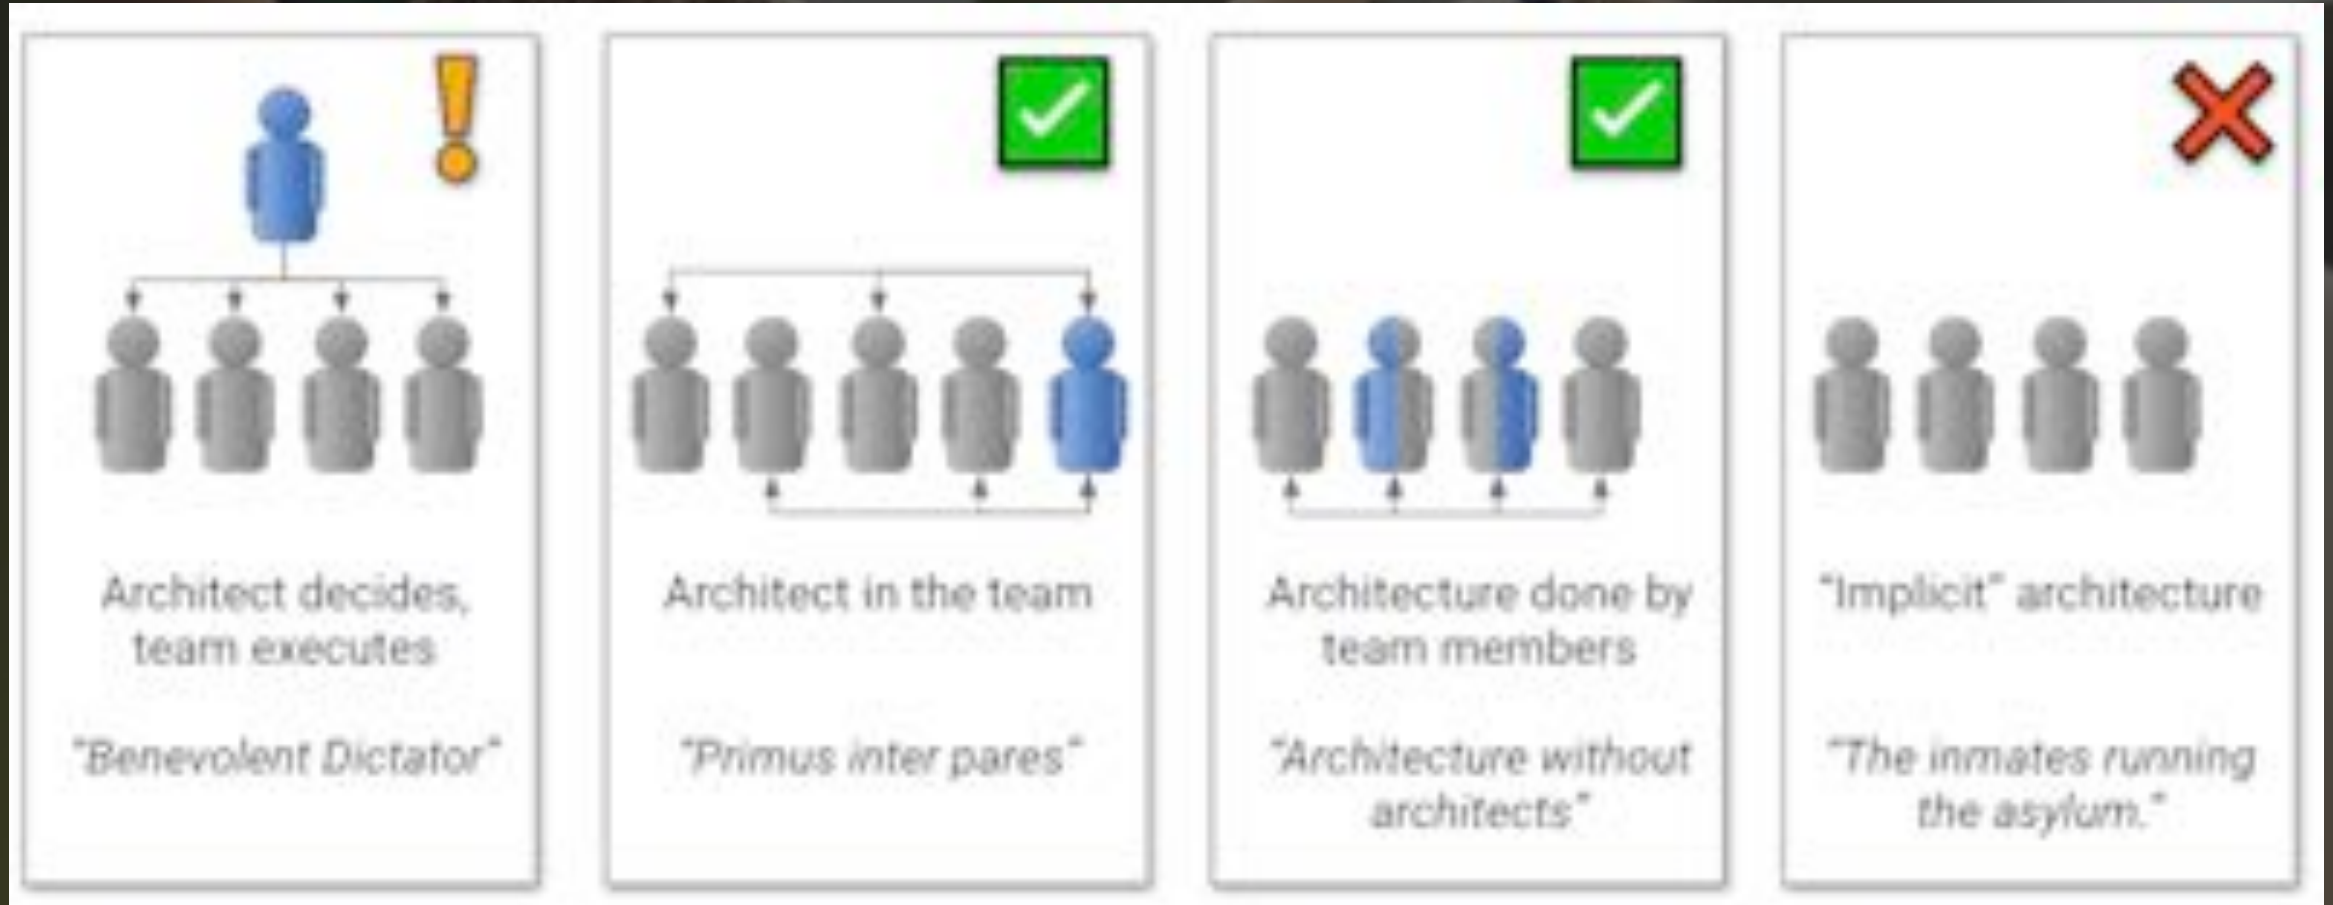 Architect decides,
team executes
"Benevolent Dictator"
Architect in the team
"Primus inter pares"
Architecture done by
team members
"Architecture without
architects"
"Implicit" architecture
"The inmates running
the asylum."